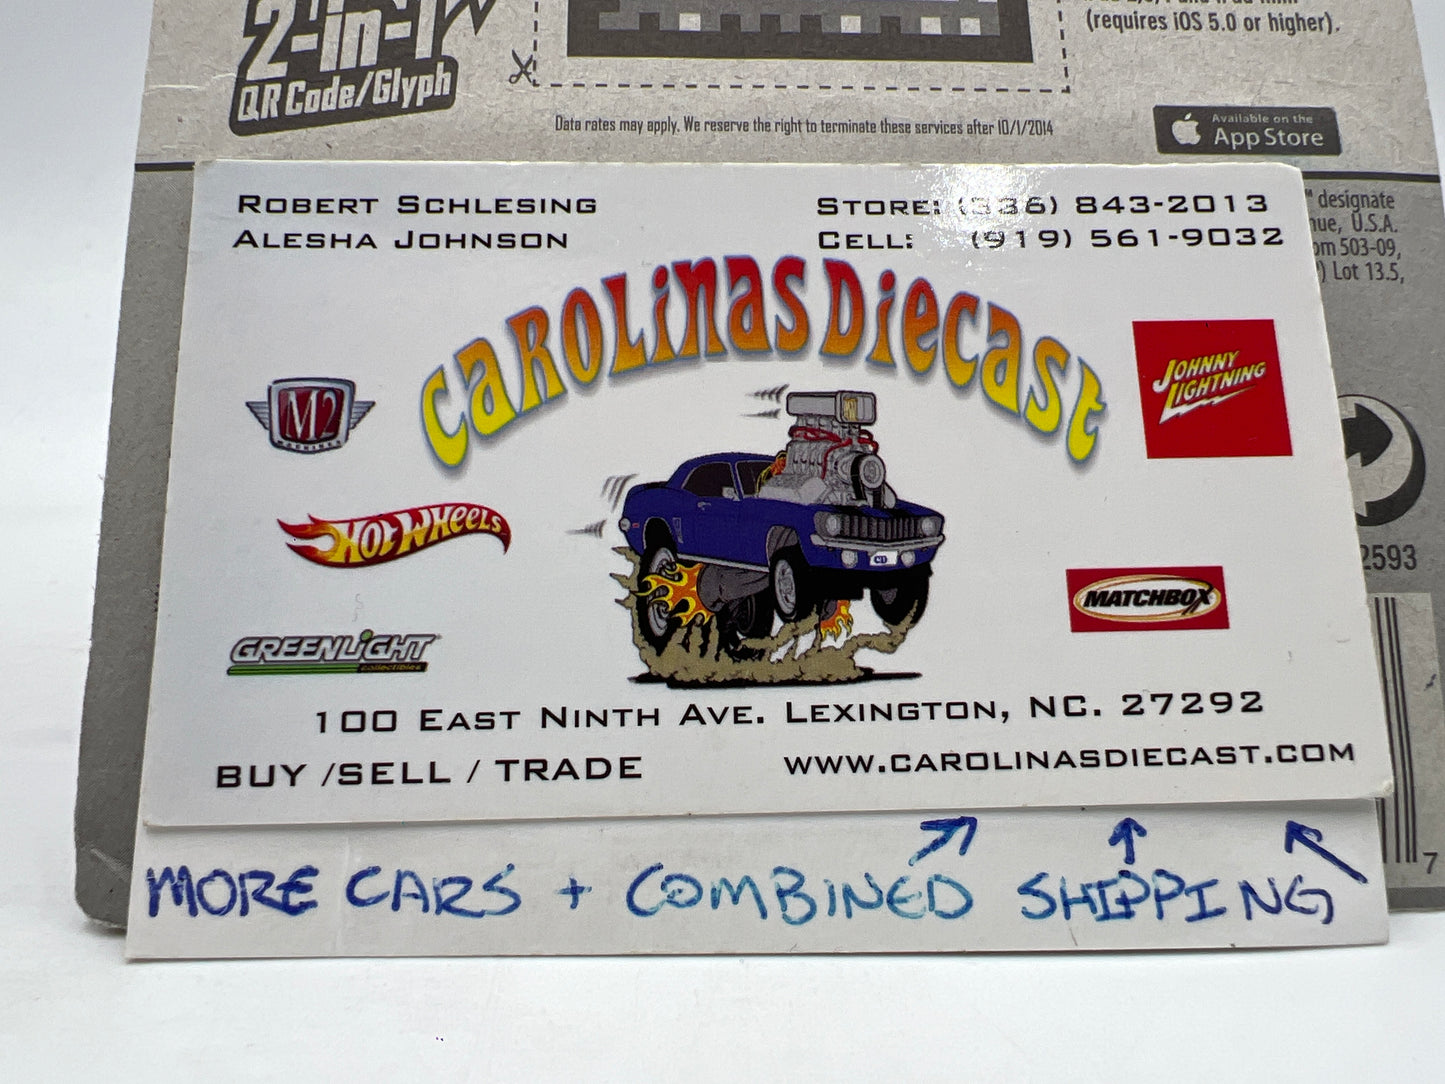 2-in-1
QR Code/Glyph
(requires iOS 5.0 or higher).
Data rates may apply. We reserve the right to terminate these services after 10/1/2014
Available on the
App Store
designate
U.S.A.
503-09,
Lot 13.5,
2593
7
ROBERT SCHLESING
ALESHA JOHNSON
STORE: (336) 843-2013
CELL: (919) 561-9032
CAROLiNAS DiECAST
M2
MACHINES
JOHNNY
LIGHTNING
HOT WHEELS
MATCHBOX
GREENLiGHT
collectibles
100 EAST NINTH AVE. LEXINGTON, NC. 27292
BUY /SELL / TRADE
WWW.CAROLINASDIECAST.COM
MORE CARS + COMBINED SHIPPING